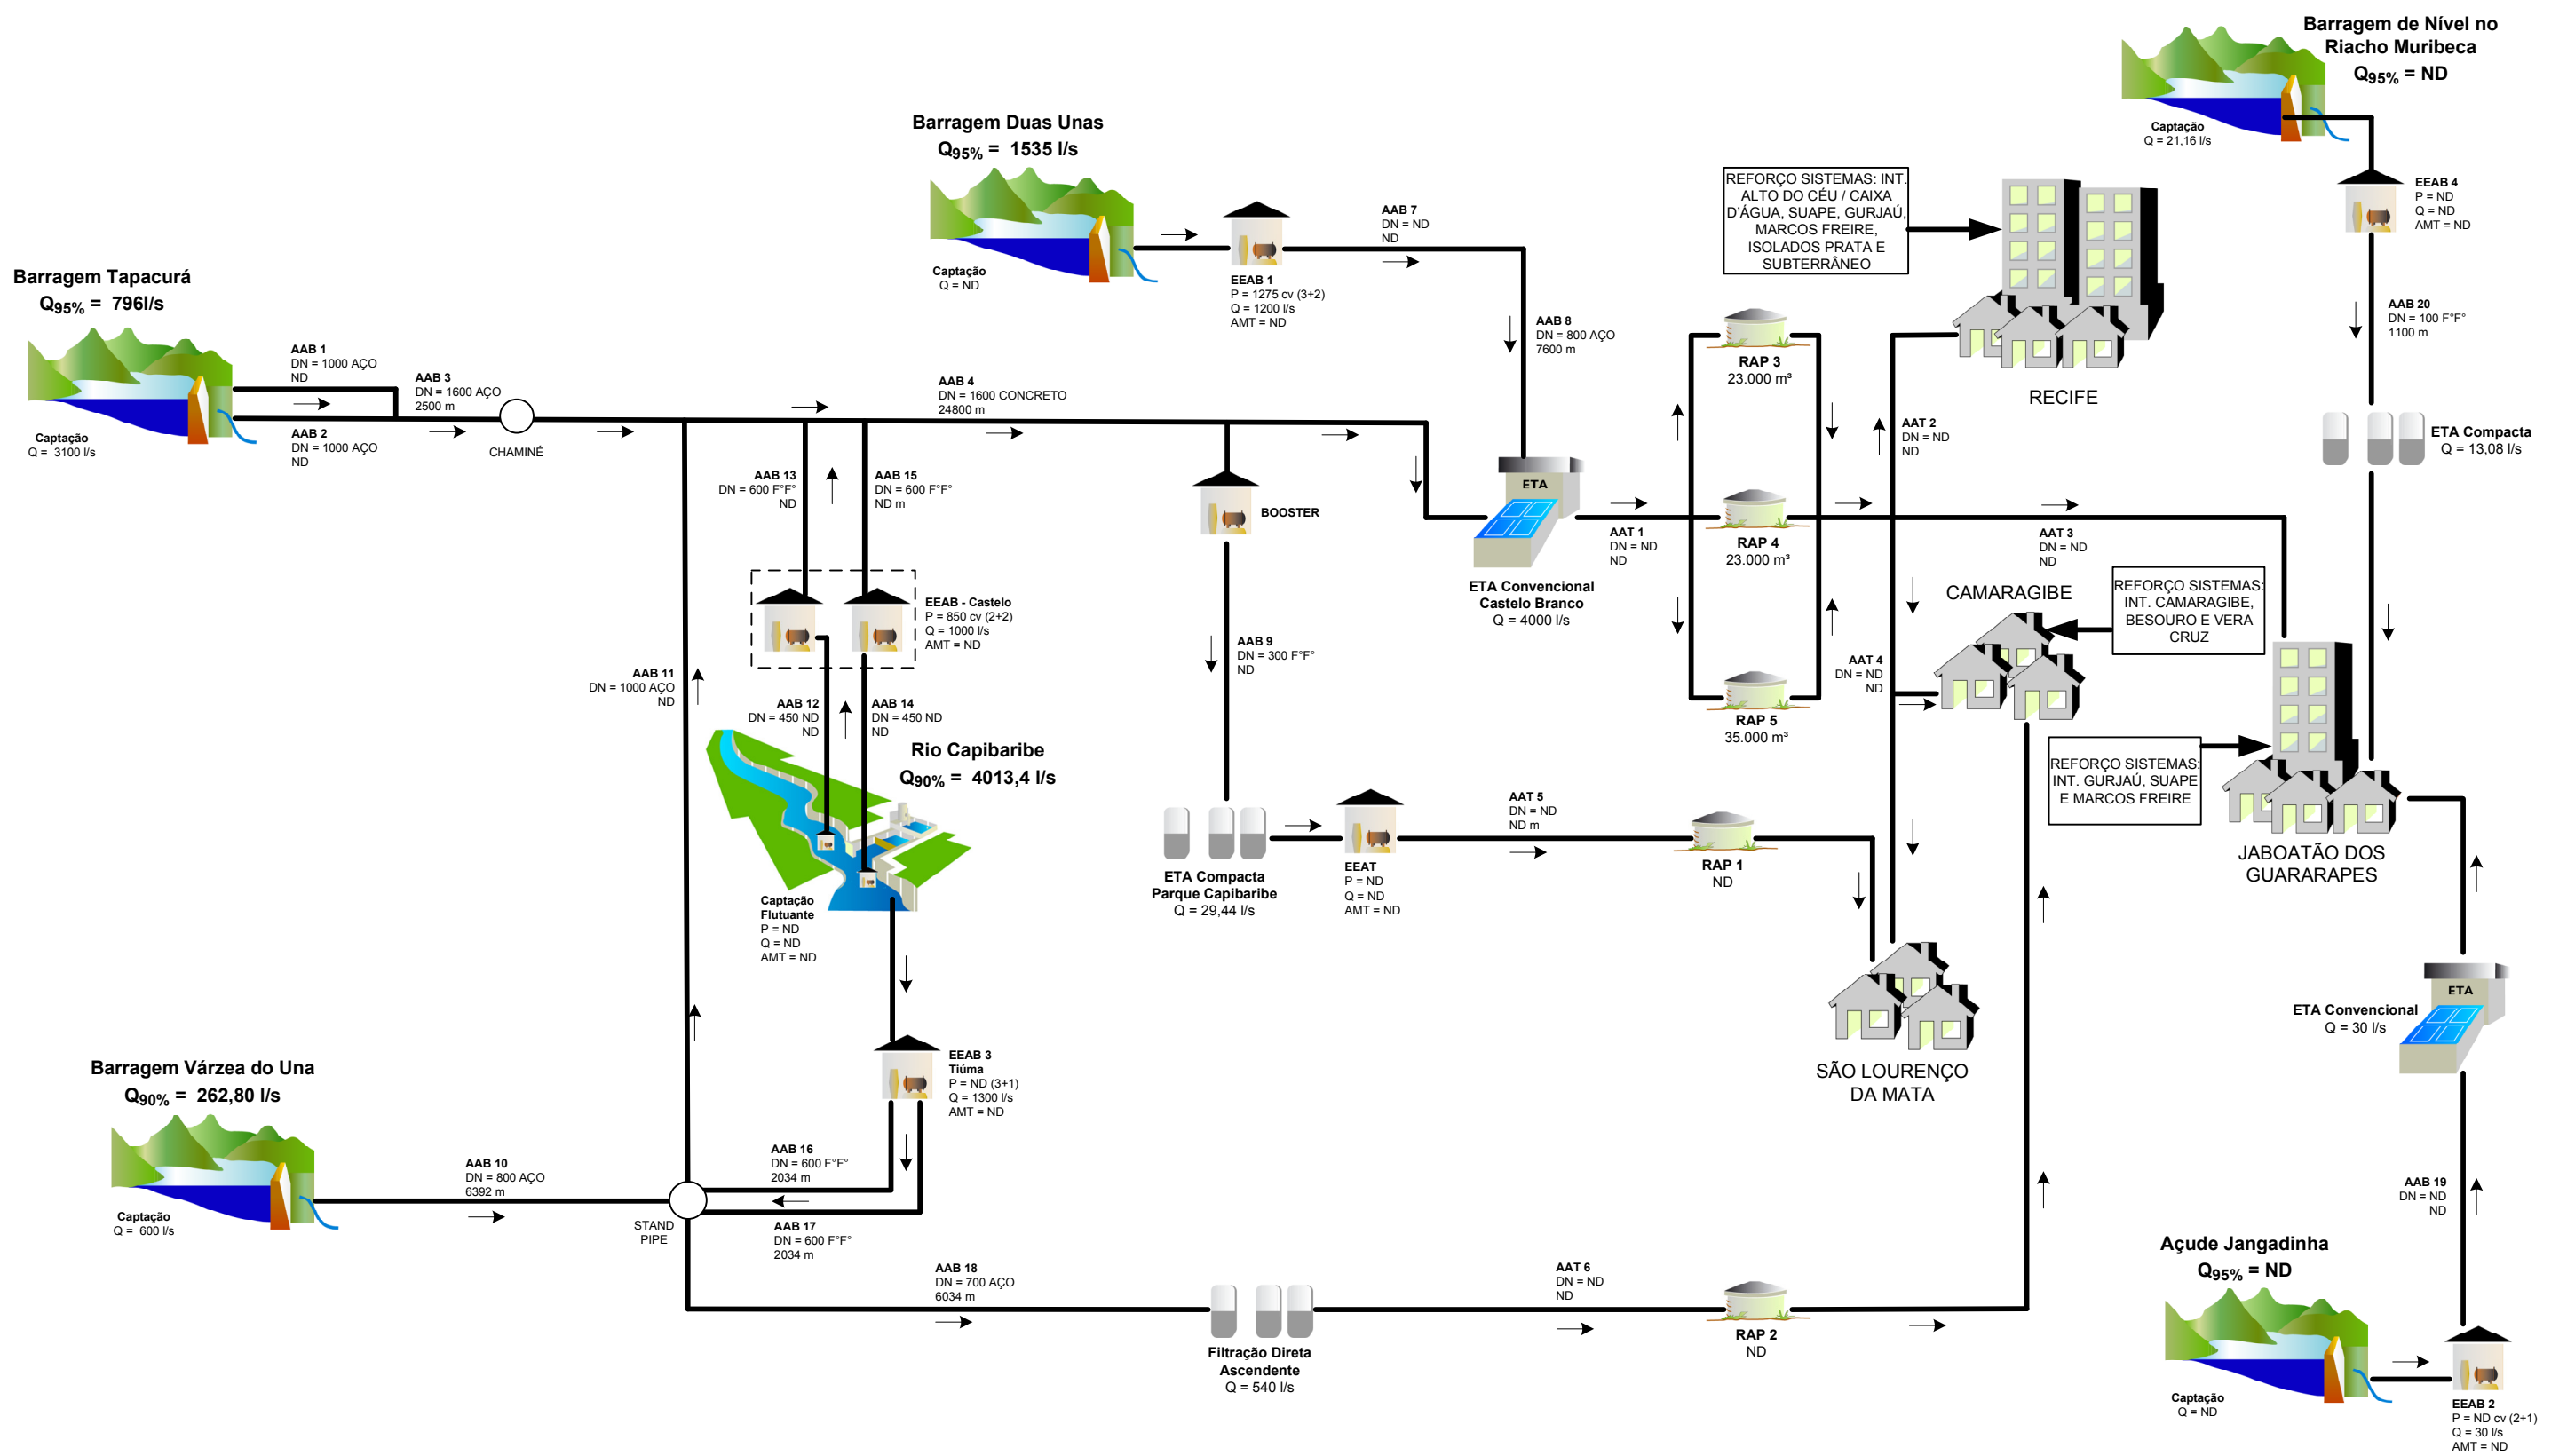 Barragem de Nível no
Riacho Muribeca
Q95% = ND
Captação
Q = 21,16 l/s
EEAB 4
P = ND
Q = ND
AMT = ND
Barragem Duas Unas
Q95% = 1535 l/s
Captação
Q = ND
EEAB 1
P = 1275 cv (3+2)
Q = 1200 l/s
AMT = ND
AAB 7
DN = ND
ND
REFORÇO SISTEMAS: INT.
ALTO DO CÉU / CAIXA
D'ÁGUA, SUAPE, GURJAÚ,
MARCOS FREIRE,
ISOLADOS PRATA E
SUBTERRÂNEO
RECIFE
AAB 20
DN = 100 F°F°
1100 m
Barragem Tapacurá
Q95% = 796l/s
Captação
Q = 3100 l/s
AAB 1
DN = 1000 AÇO
ND
AAB 2
DN = 1000 AÇO
ND
AAB 3
DN = 1600 AÇO
2500 m
CHAMINÉ
AAB 4
DN = 1600 CONCRETO
24800 m
AAB 8
DN = 800 AÇO
7600 m
RAP 3
23.000 m³
AAT 2
DN = ND
ND
ETA Compacta
Q = 13,08 l/s
AAB 13
DN = 600 F°F°
ND
AAB 15
DN = 600 F°F°
ND m
BOOSTER
ETA
ETA Convencional
Castelo Branco
Q = 4000 l/s
AAT 1
DN = ND
ND
RAP 4
23.000 m³
AAT 3
DN = ND
ND
EEAB - Castelo
P = 850 cv (2+2)
Q = 1000 l/s
AMT = ND
CAMARAGIBE
REFORÇO SISTEMAS:
INT. CAMARAGIBE,
BESOURO E VERA
CRUZ
AAB 9
DN = 300 F°F°
ND
AAB 11
DN = 1000 AÇO
ND
AAB 12
DN = 450 ND
ND
AAB 14
DN = 450 ND
ND
AAT 4
DN = ND
ND
RAP 5
35.000 m³
Rio Capibaribe
Q90% = 4013,4 l/s
Captação
Flutuante
P = ND
Q = ND
AMT = ND
REFORÇO SISTEMAS:
INT. GURJAÚ, SUAPE
E MARCOS FREIRE
JABOATÃO DOS
GUARARAPES
ETA Compacta
Parque Capibaribe
Q = 29,44 l/s
EEAT
P = ND
Q = ND
AMT = ND
AAT 5
DN = ND
ND m
RAP 1
ND
SÃO LOURENÇO
DA MATA
ETA
ETA Convencional
Q = 30 l/s
EEAB 3
Tiúma
P = ND (3+1)
Q = 1300 l/s
AMT = ND
Barragem Várzea do Una
Q90% = 262,80 l/s
Captação
Q = 600 l/s
AAB 10
DN = 800 AÇO
6392 m
STAND
PIPE
AAB 16
DN = 600 F°F°
2034 m
AAB 17
DN = 600 F°F°
2034 m
AAB 18
DN = 700 AÇO
6034 m
Filtração Direta
Ascendente
Q = 540 l/s
AAT 6
DN = ND
ND
RAP 2
ND
AAB 19
DN = ND
ND
Açude Jangadinha
Q95% = ND
Captação
Q = ND
EEAB 2
P = ND cv (2+1)
Q = 30 l/s
AMT = ND